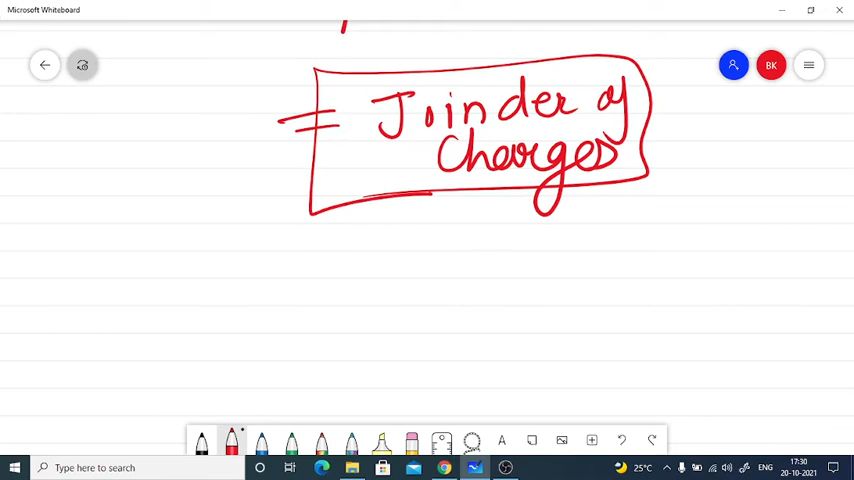 Microsoft Whiteboard
BK
= Joinder of
Charges
A
Type here to search
25°C
ENG
17:30
20-10-2021